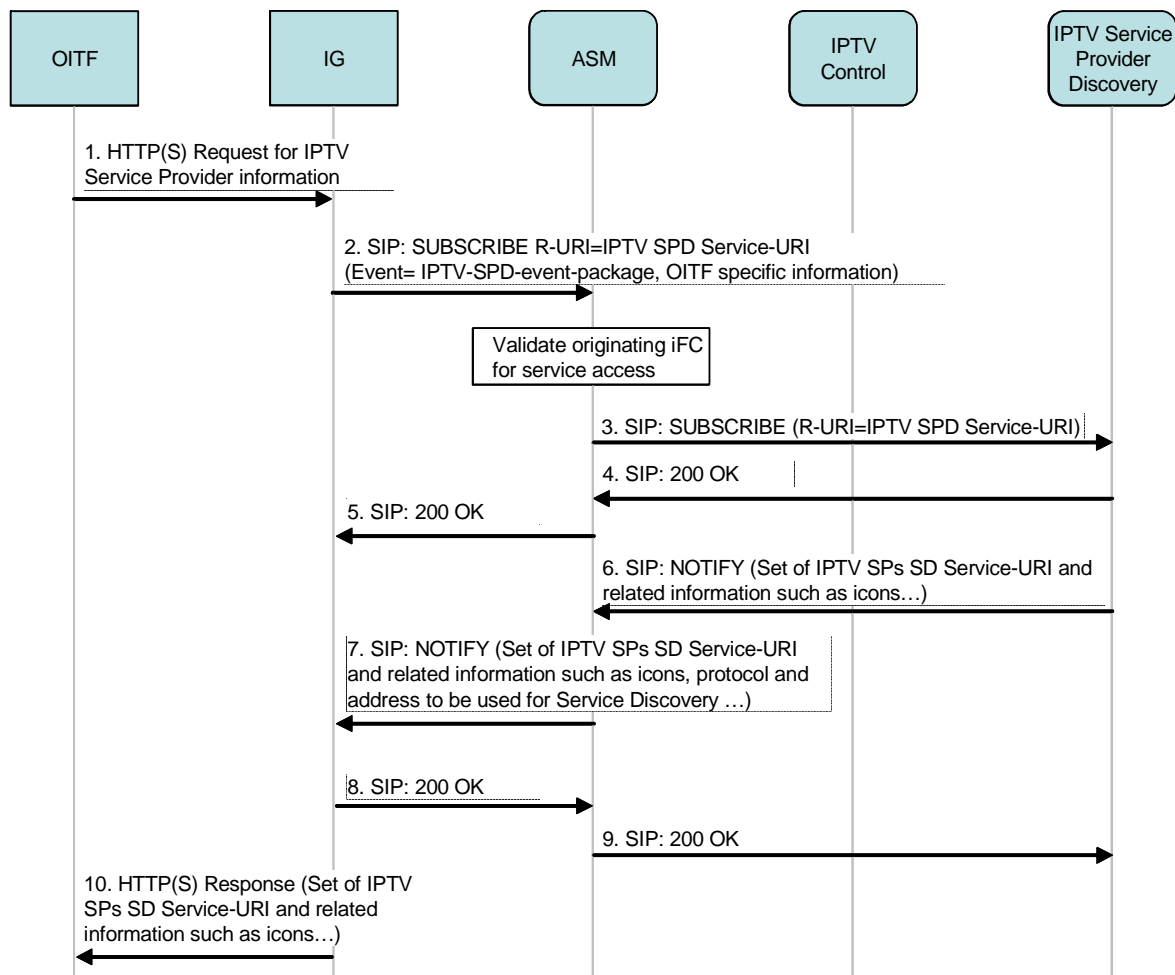 OITF
IG
ASM
IPTV
Control
IPTV Service
Provider
Discovery
1. HTTP(S) Request for IPTV
Service Provider information
2. SIP: SUBSCRIBE R-URI=IPTV SPD Service-URI
(Event= IPTV-SPD-event-package, OITF specific information)
Validate originating iFC
for service access
3. SIP: SUBSCRIBE (R-URI=IPTV SPD Service-URI)
4. SIP: 200 OK
5. SIP: 200 OK
6. SIP: NOTIFY (Set of IPTV SPs SD Service-URI and
related information such as icons…)
7. SIP: NOTIFY (Set of IPTV SPs SD Service-URI
and related information such as icons, protocol and
address to be used for Service Discovery …)
8. SIP: 200 OK
9. SIP: 200 OK
10. HTTP(S) Response (Set of IPTV
SPs SD Service-URI and related
information such as icons…)